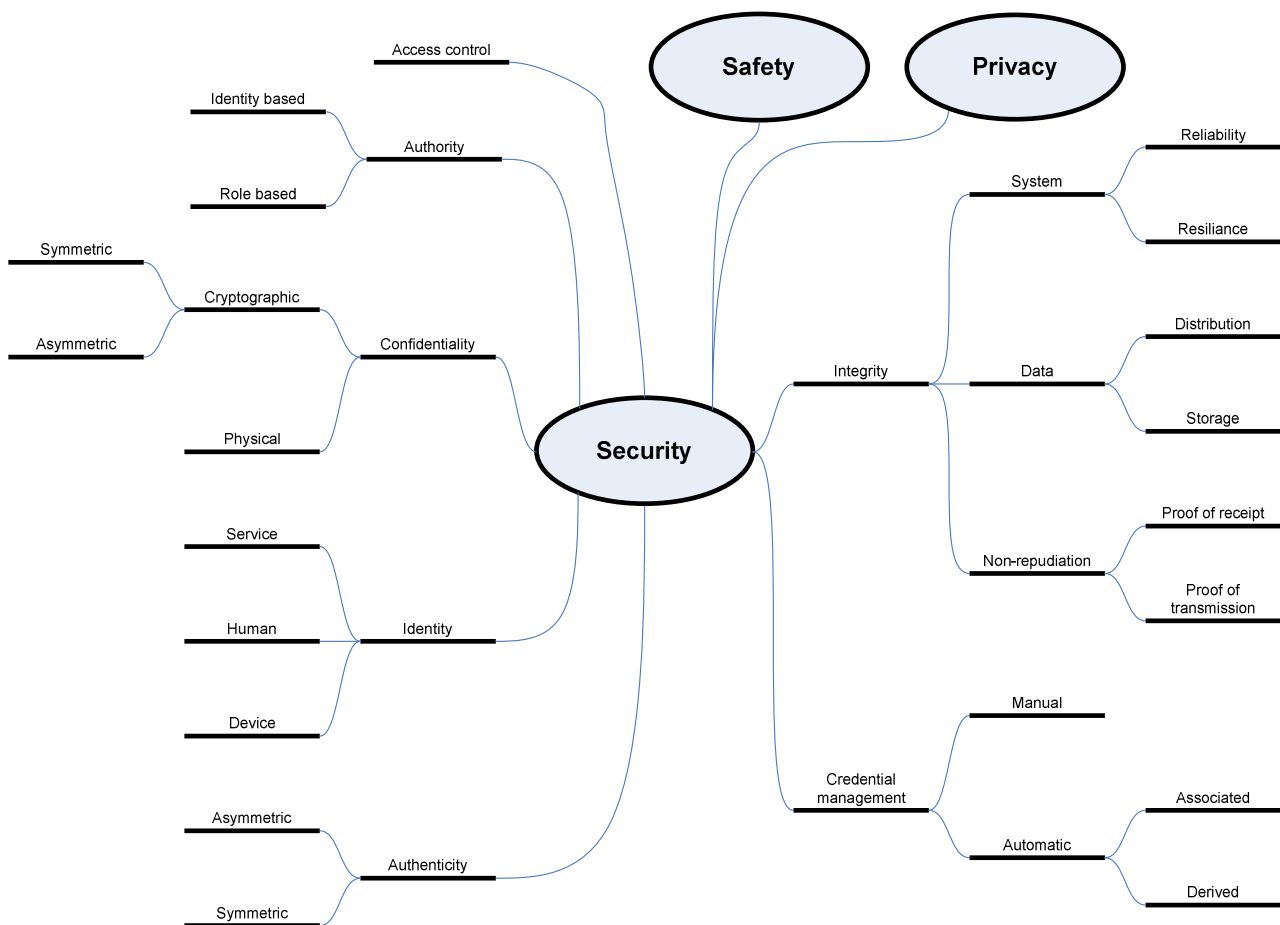 Access control
Safety
Privacy
Identity based
Authority
Role based
Reliability
System
Resiliance
Symmetric
Cryptographic
Asymmetric
Confidentiality
Physical
Distribution
Integrity
Data
Storage
Security
Service
Human
Identity
Device
Proof of receipt
Non-repudiation
Proof of
transmission
Manual
Credential
management
Associated
Automatic
Derived
Asymmetric
Authenticity
Symmetric